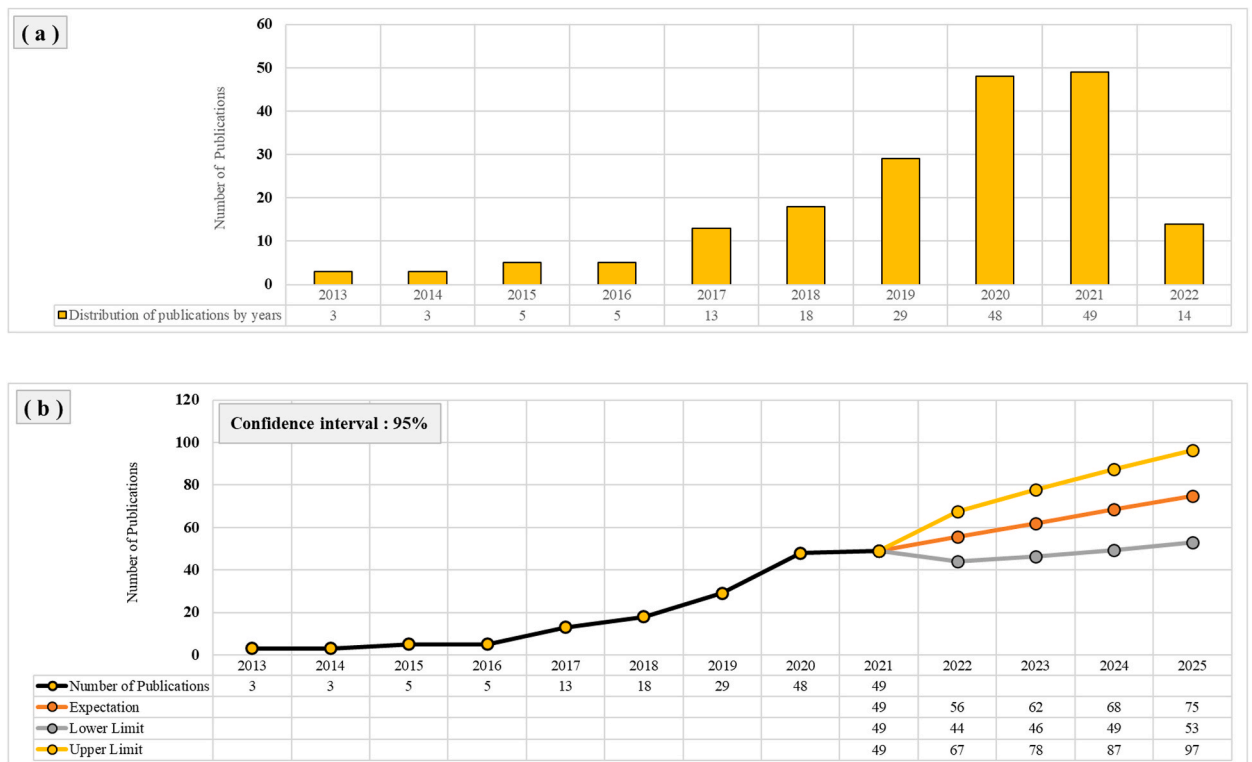 ( a )
60
50
40
30
20
10
0
Number of Publications
2013 2014 2015 2016 2017 2018 2019 2020 2021 2022
Distribution of publications by years 3 3 5 5 13 18 29 48 49 14
( b )
Confidence interval : 95%
120
100
80
60
40
20
0
Number of Publications
2013 2014 2015 2016 2017 2018 2019 2020 2021 2022 2023 2024 2025
Number of Publications 3 3 5 5 13 18 29 48 49
Expectation 49 56 62 68 75
Lower Limit 49 44 46 49 53
Upper Limit 49 67 78 87 97